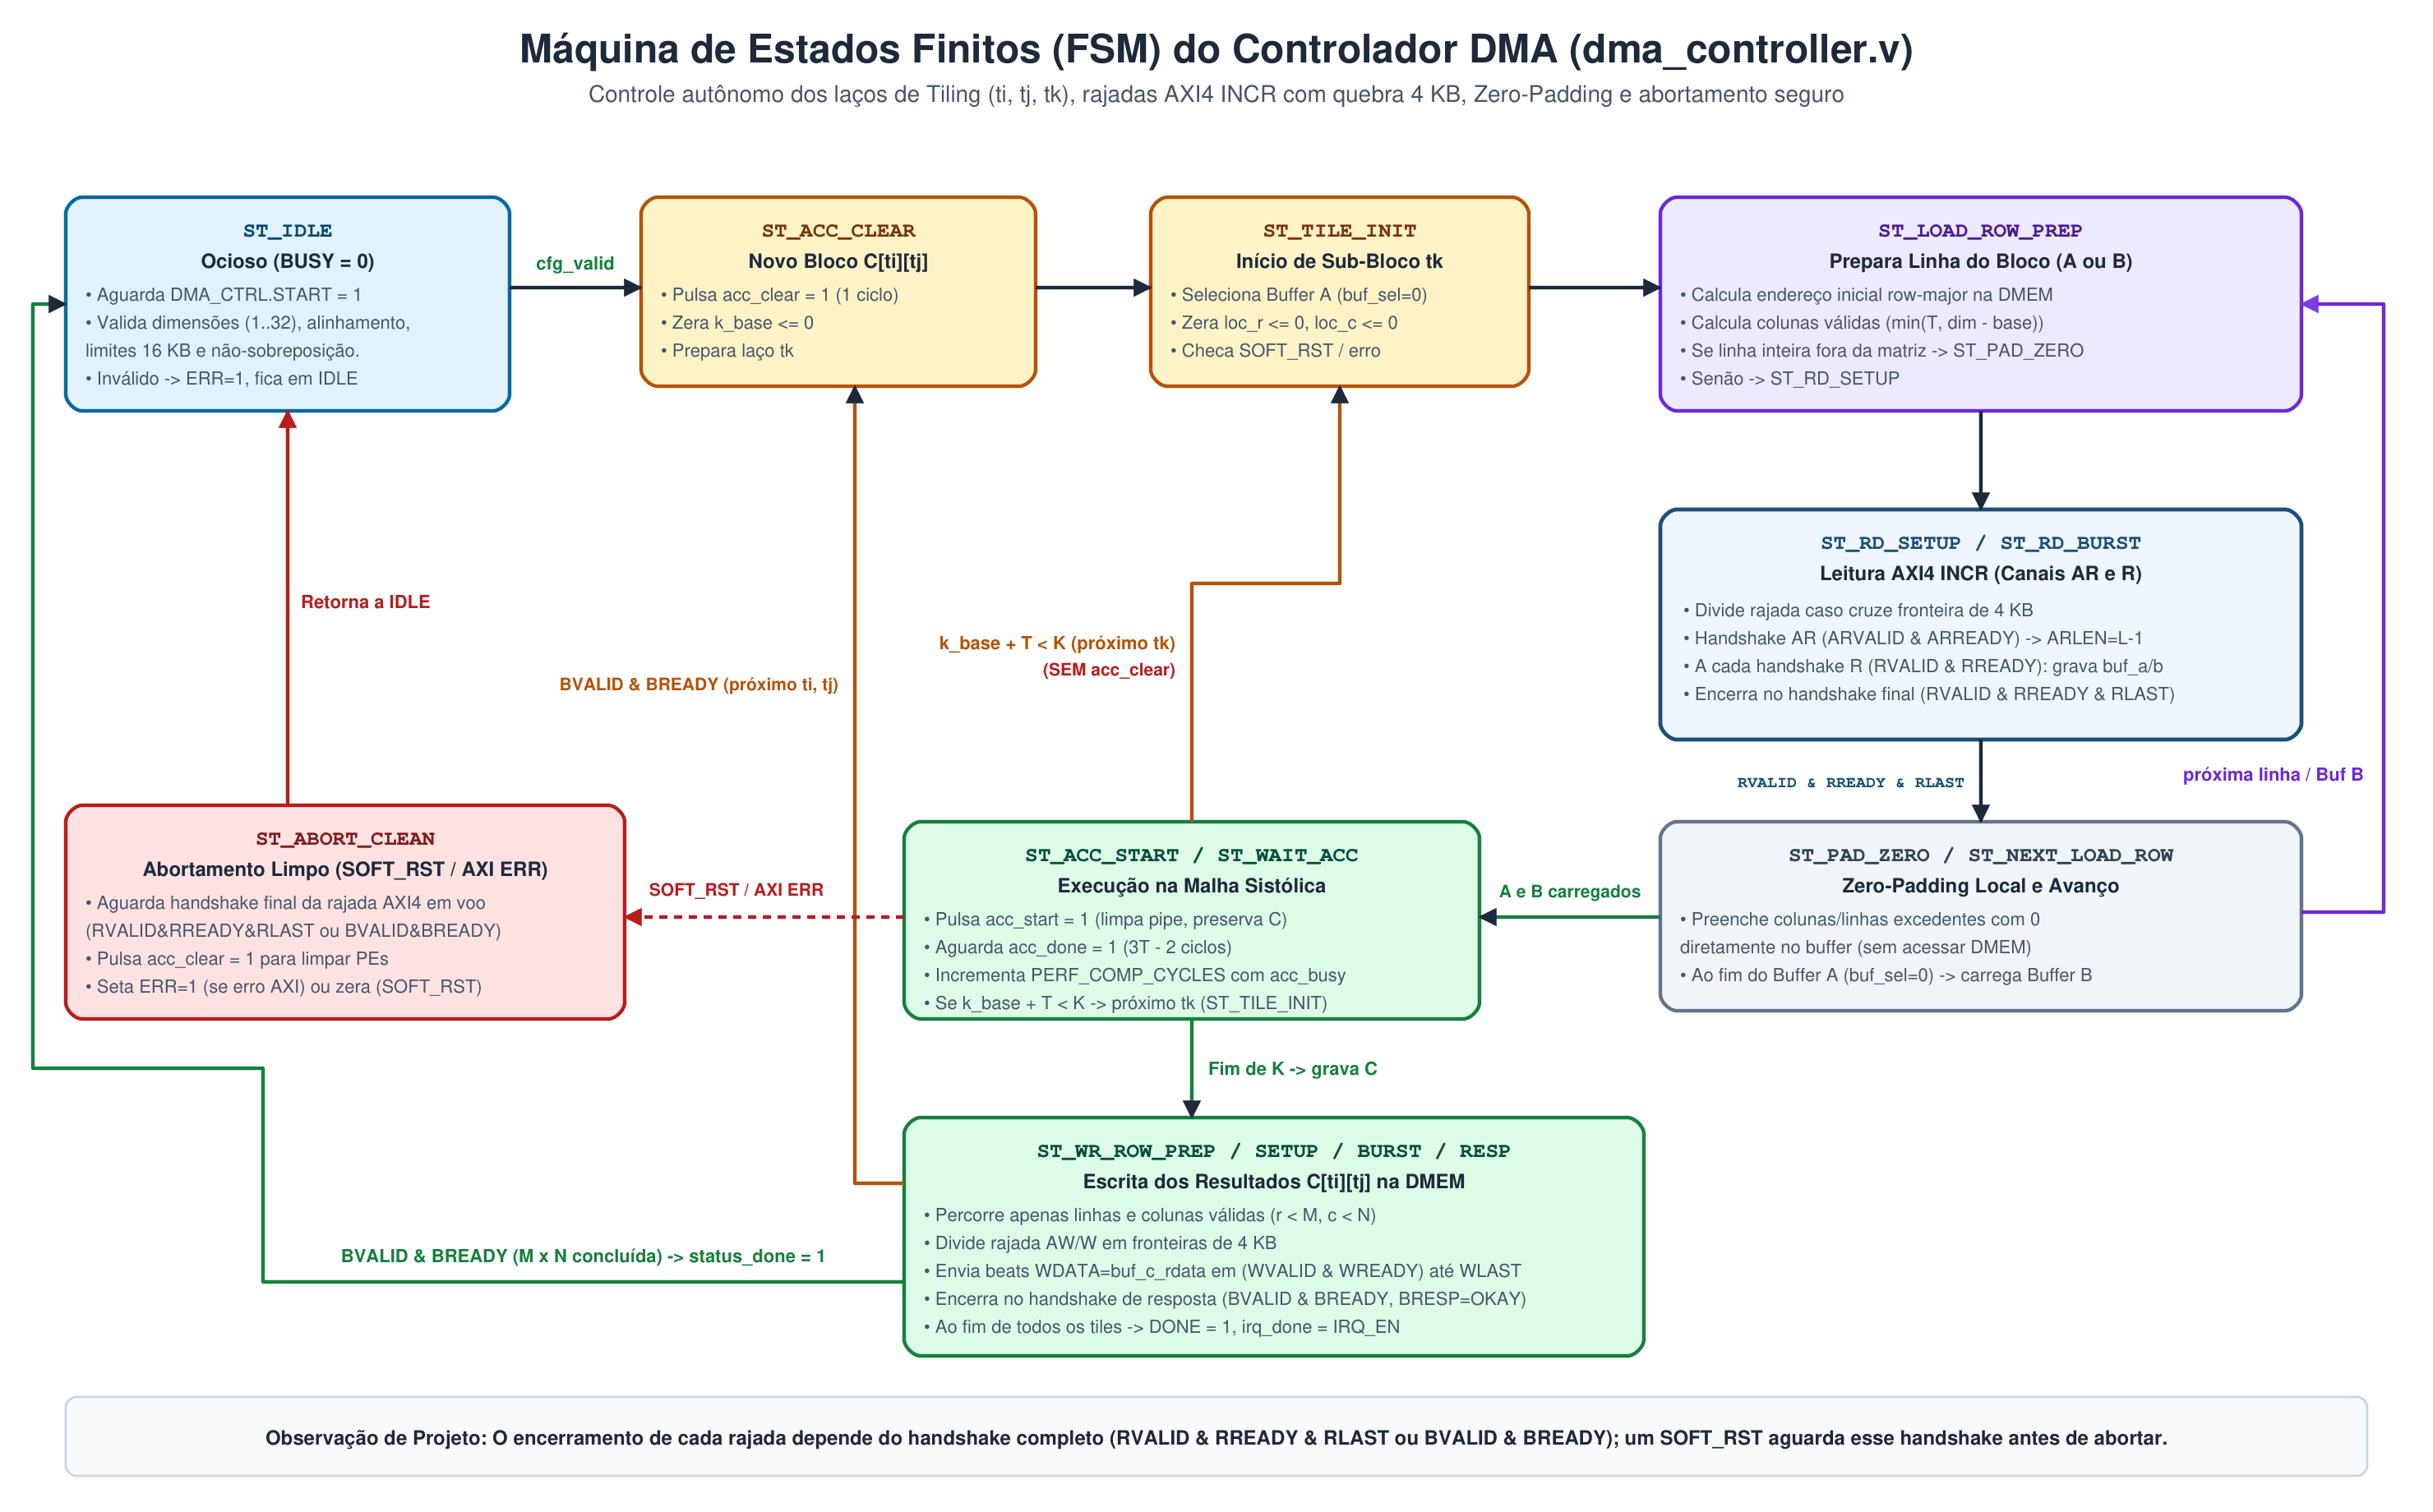 Máquina de Estados Finitos (FSM) do Controlador DMA (dma_controller.v)
Controle autônomo dos laços de Tiling (ti, tj, tk), rajadas AXI4 INCR com quebra 4 KB, Zero-Padding e abortamento seguro
ST_IDLE
Ocioso (BUSY = 0)
• Aguarda DMA_CTRL.START = 1
• Valida dimensões (1..32), alinhamento,
limites 16 KB e não-sobreposição.
• Inválido -> ERR=1, fica em IDLE
cfg_valid
ST_ACC_CLEAR
Novo Bloco C[ti][tj]
• Pulsa acc_clear = 1 (1 ciclo)
• Zera k_base <= 0
• Prepara laço tk
ST_TILE_INIT
Início de Sub-Bloco tk
• Seleciona Buffer A (buf_sel=0)
• Zera loc_r <= 0, loc_c <= 0
• Checa SOFT_RST / erro
ST_LOAD_ROW_PREP
Prepara Linha do Bloco (A ou B)
• Calcula endereço inicial row-major na DMEM
• Calcula colunas válidas (min(T, dim - base))
• Se linha inteira fora da matriz -> ST_PAD_ZERO
• Senão -> ST_RD_SETUP
ST_RD_SETUP / ST_RD_BURST
Leitura AXI4 INCR (Canais AR e R)
• Divide rajada caso cruze fronteira de 4 KB
• Handshake AR (ARVALID & ARREADY) -> ARLEN=L-1
• A cada handshake R (RVALID & RREADY): grava buf_a/b
• Encerra no handshake final (RVALID & RREADY & RLAST)
Retorna a IDLE
BVALID & BREADY (próximo ti, tj)
k_base + T < K (próximo tk)
(SEM acc_clear)
RVALID & RREADY & RLAST
próxima linha / Buf B
ST_ABORT_CLEAN
Abortamento Limpo (SOFT_RST / AXI ERR)
• Aguarda handshake final da rajada AXI4 em voo
(RVALID&RREADY&RLAST ou BVALID&BREADY)
• Pulsa acc_clear = 1 para limpar PEs
• Seta ERR=1 (se erro AXI) ou zera (SOFT_RST)
SOFT_RST / AXI ERR
ST_ACC_START / ST_WAIT_ACC
Execução na Malha Sistólica
• Pulsa acc_start = 1 (limpa pipe, preserva C)
• Aguarda acc_done = 1 (3T - 2 ciclos)
• Incrementa PERF_COMP_CYCLES com acc_busy
• Se k_base + T < K -> próximo tk (ST_TILE_INIT)
A e B carregados
ST_PAD_ZERO / ST_NEXT_LOAD_ROW
Zero-Padding Local e Avanço
• Preenche colunas/linhas excedentes com 0
diretamente no buffer (sem acessar DMEM)
• Ao fim do Buffer A (buf_sel=0) -> carrega Buffer B
Fim de K -> grava C
ST_WR_ROW_PREP / SETUP / BURST / RESP
Escrita dos Resultados C[ti][tj] na DMEM
• Percorre apenas linhas e colunas válidas (r < M, c < N)
• Divide rajada AW/W em fronteiras de 4 KB
• Envia beats WDATA=buf_c_rdata em (WVALID & WREADY) até WLAST
• Encerra no handshake de resposta (BVALID & BREADY, BRESP=OKAY)
• Ao fim de todos os tiles -> DONE = 1, irq_done = IRQ_EN
BVALID & BREADY (M x N concluída) -> status_done = 1
Observação de Projeto: O encerramento de cada rajada depende do handshake completo (RVALID & RREADY & RLAST ou BVALID & BREADY); um SOFT_RST aguarda esse handshake antes de abortar.